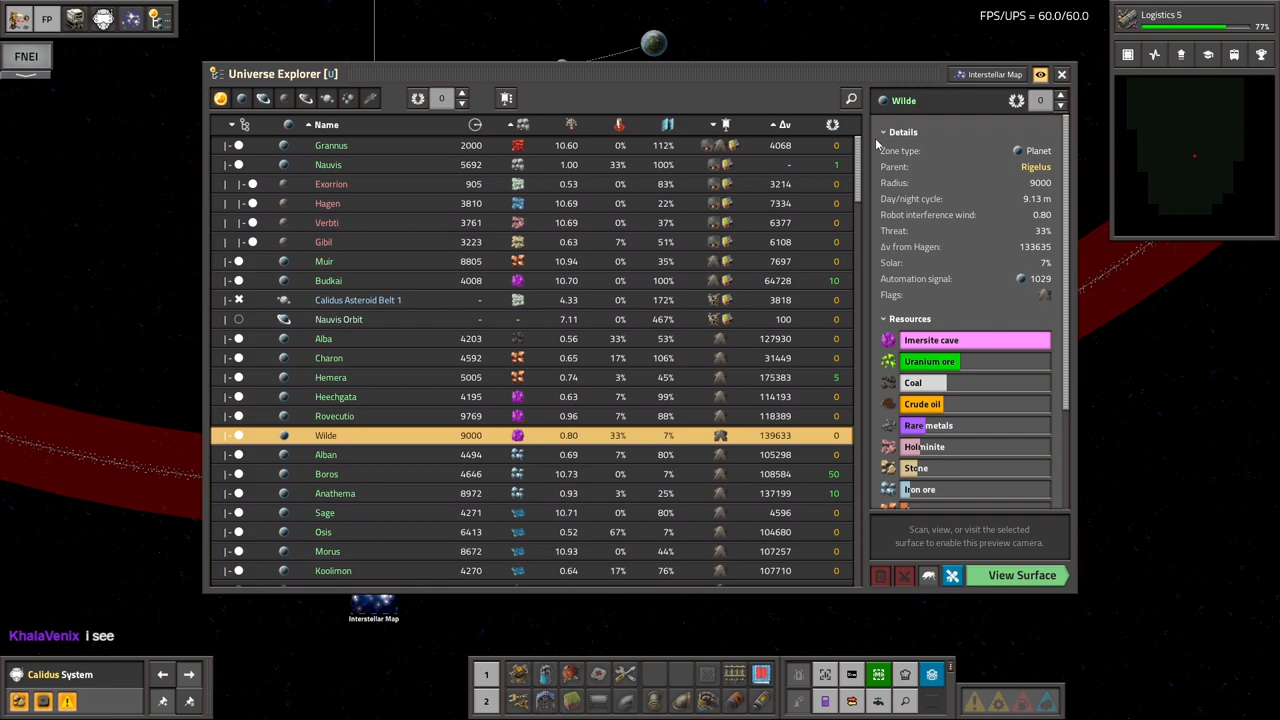 FP
FNEI
FPS/UPS = 60.0/60.0
Logistics 5
77%
Universe Explorer [U]
Interstellar Map
0
Name
Δv
Grannus 2000 10.60 0% 112% 4068 0
Nauvis 5692 1.00 33% 100% - 1
Exorrion 905 0.53 0% 83% 3214 0
Hagen 3810 10.69 0% 22% 7334 0
Verbti 3761 10.69 0% 37% 6377 0
Gibil 3223 0.63 7% 51% 6108 0
Muir 8805 10.94 0% 35% 7697 0
Budkai 4008 10.70 0% 100% 64728 10
Calidus Asteroid Belt 1 - 4.33 0% 172% 3818 0
Nauvis Orbit - - 7.11 0% 467% 100 0
Alba 4203 0.56 33% 53% 127930 0
Charon 4592 0.65 17% 106% 31449 0
Hemera 5005 0.74 3% 45% 175383 5
Heechgata 4195 0.63 7% 99% 114193 0
Rovecutio 9769 0.96 7% 88% 118389 0
Wilde 9000 0.80 33% 7% 139633 0
Alban 4494 0.69 7% 80% 105298 0
Boros 4646 10.73 0% 7% 108584 50
Anathema 8972 0.93 3% 25% 137199 10
Sage 4271 10.71 0% 80% 4596 0
Osis 6413 0.52 67% 7% 104680 0
Morus 8672 10.93 0% 44% 107257 0
Koolimon 4270 0.64 17% 76% 107710 0
Wilde 0
Details
Zone type: Planet
Parent: Rigelus
Radius: 9000
Day/night cycle: 9.13 m
Robot interference wind: 0.80
Threat: 33%
Δv from Hagen: 133635
Solar: 7%
Automation signal: 1029
Flags:
Resources
Imersite cave
Uranium ore
Coal
Crude oil
Rare metals
Holminite
Stone
Iron ore
Scan, view, or visit the selected
surface to enable this preview camera.
View Surface
Interstellar Map
KhalaVenix i see
Calidus System
1
2